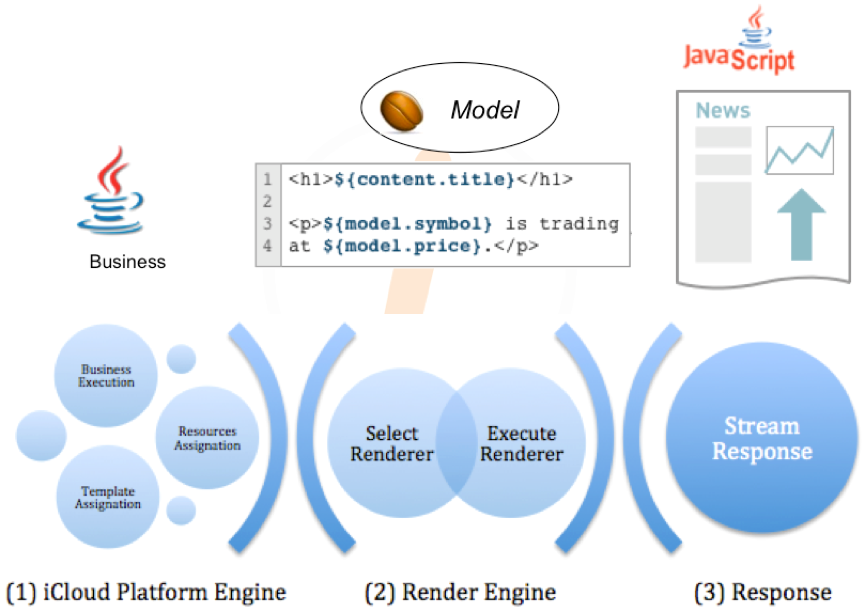 JavaScript
Model
News
1 <h1>${content.title}</h1>
2
3 <p>${model.symbol} is trading
4 at ${model.price}.</p>
Business
Business
Execution
Resources
Assignation
Template
Assignation
Select
Renderer
Execute
Renderer
Stream
Response
(1) iCloud Platform Engine
(2) Render Engine
(3) Response